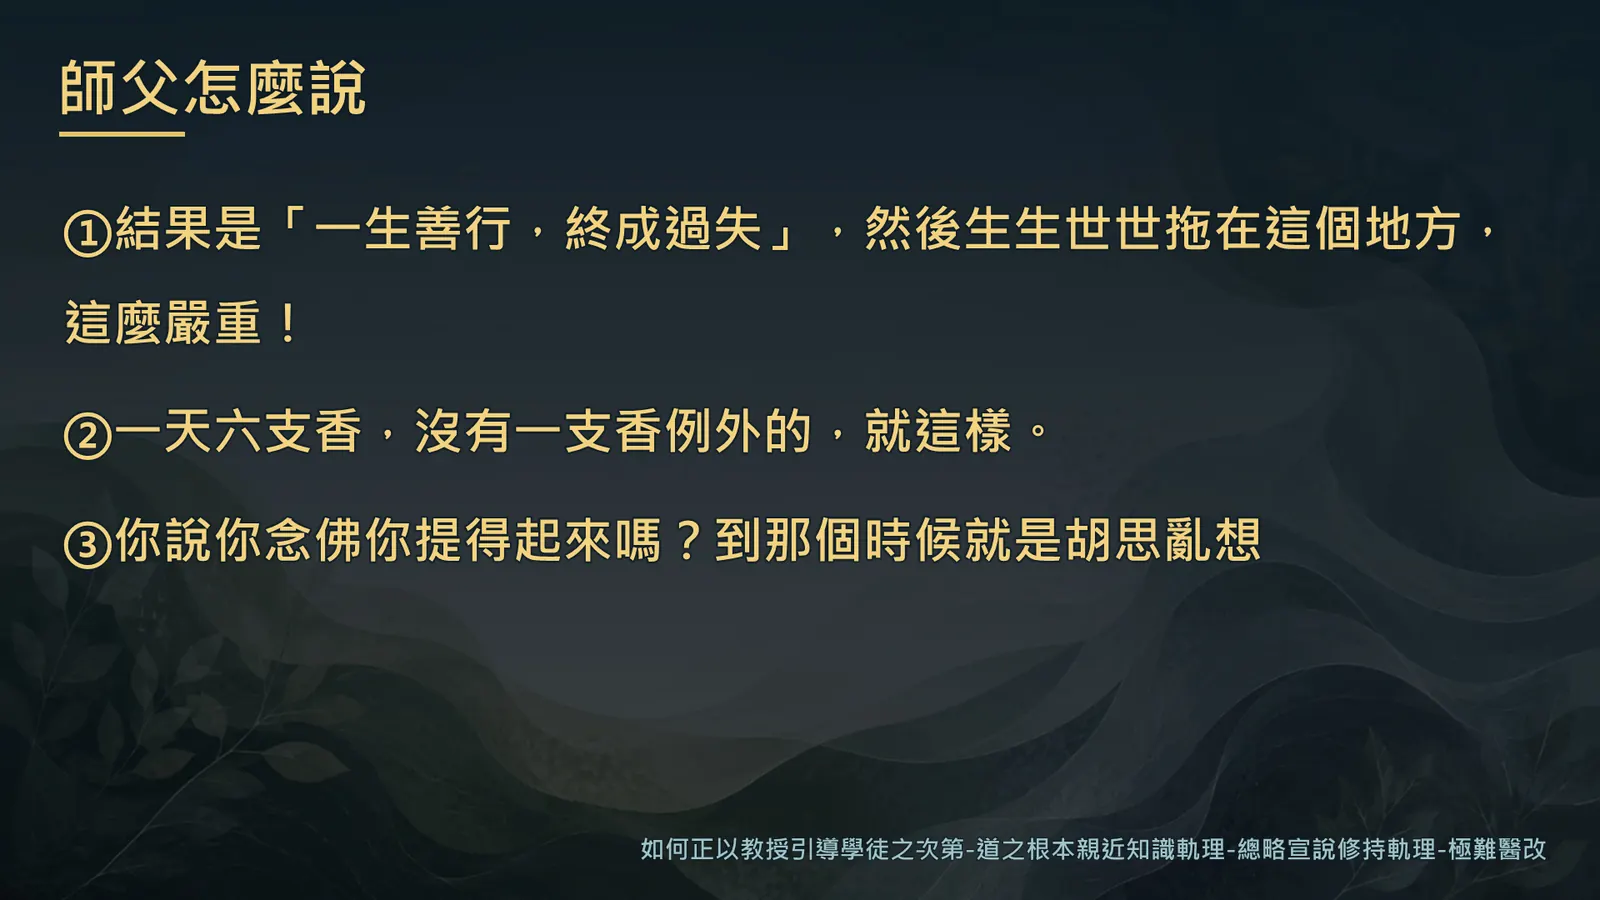 師父怎麼說
①結果是「一生善行，終成過失」，然後生生世世拖在這個地方，
這麼嚴重！
②一天六支香，沒有一支香例外的，就這樣。
③你說你念佛你提得起來嗎？到那個時候就是胡思亂想
如何正以教授引導學徒之次第-道之根本親近知識軌理-總略宣說修持軌理-極難醫改